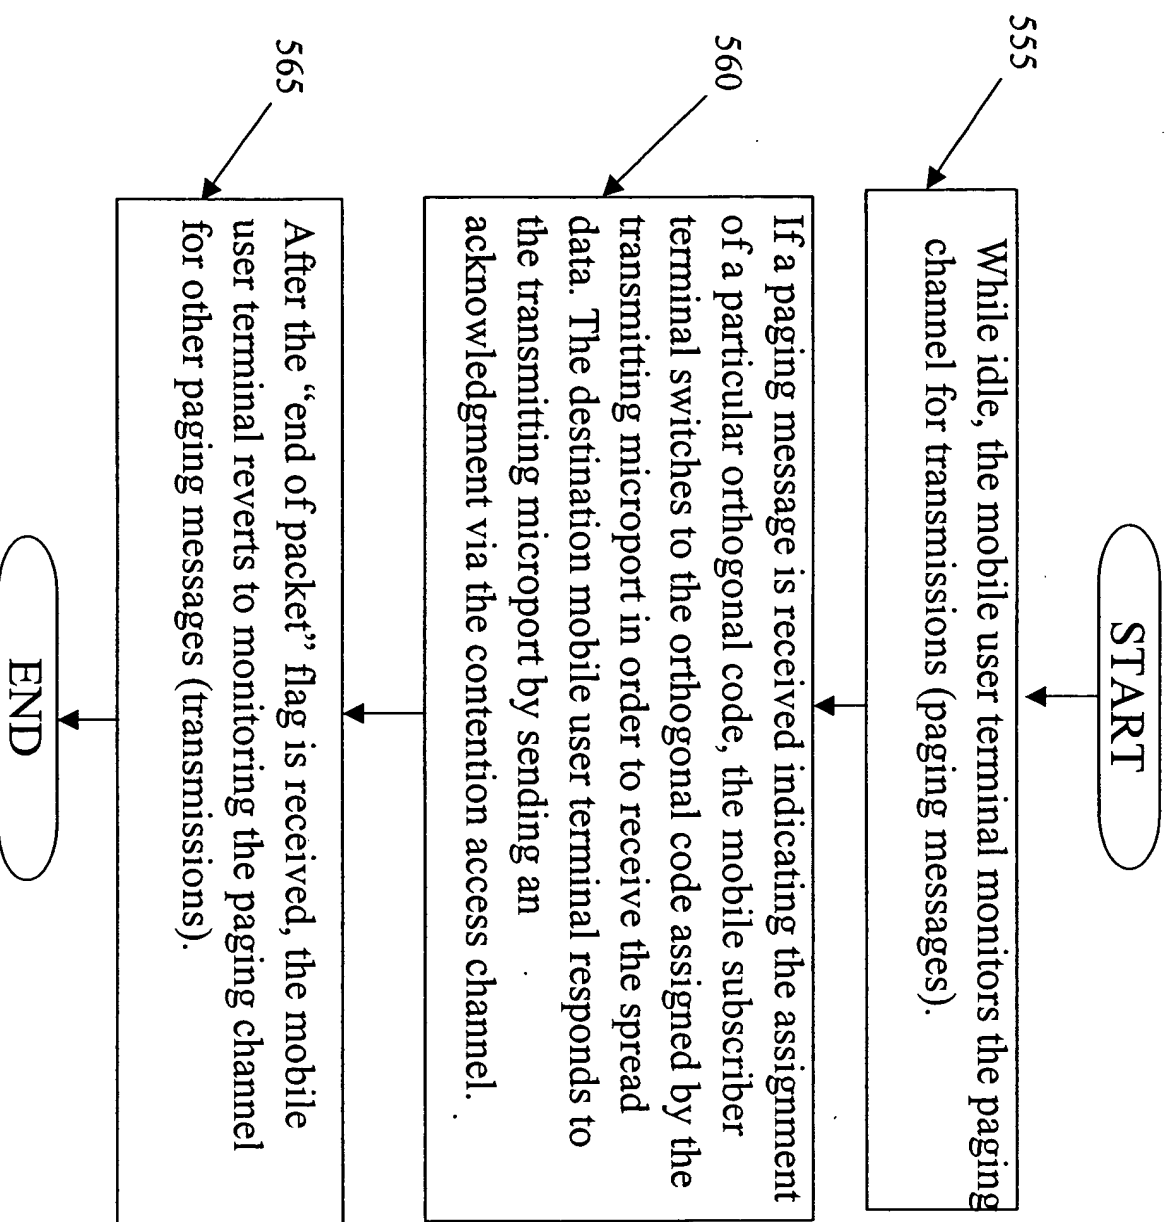 START
555
While idle, the mobile user terminal monitors the paging
channel for transmissions (paging messages).
560
If a paging message is received indicating the assignment
of a particular orthogonal code, the mobile subscriber
terminal switches to the orthogonal code assigned by the
transmitting microport in order to receive the spread
data. The destination mobile user terminal responds to
the transmitting microport by sending an
acknowledgment via the contention access channel.
565
After the “end of packet” flag is received, the mobile
user terminal reverts to monitoring the paging channel
for other paging messages (transmissions).
END